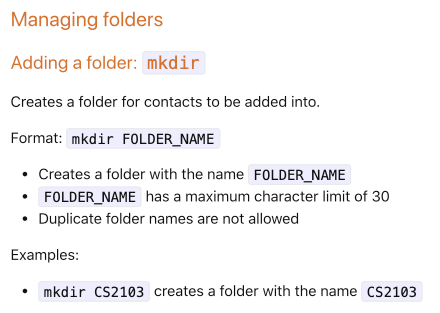 Managing folders
Adding a folder: mkdir
Creates a folder for contacts to be added into.
Format: mkdir FOLDER_NAME
• Creates a folder with the name FOLDER_NAME
• FOLDER_NAME has a maximum character limit of 30
• Duplicate folder names are not allowed
Examples:
• mkdir CS2103 creates a folder with the name CS2103